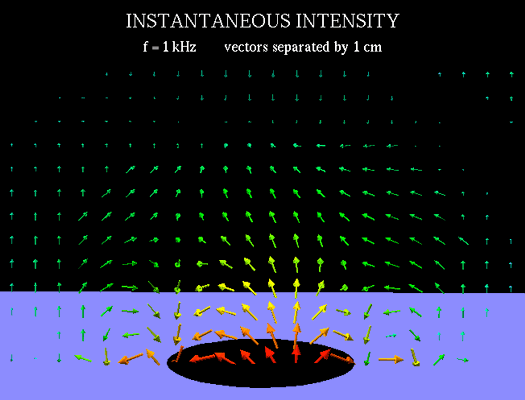 INSTANTANEOUS INTENSITY
f = 1 kHz vectors separated by 1 cm